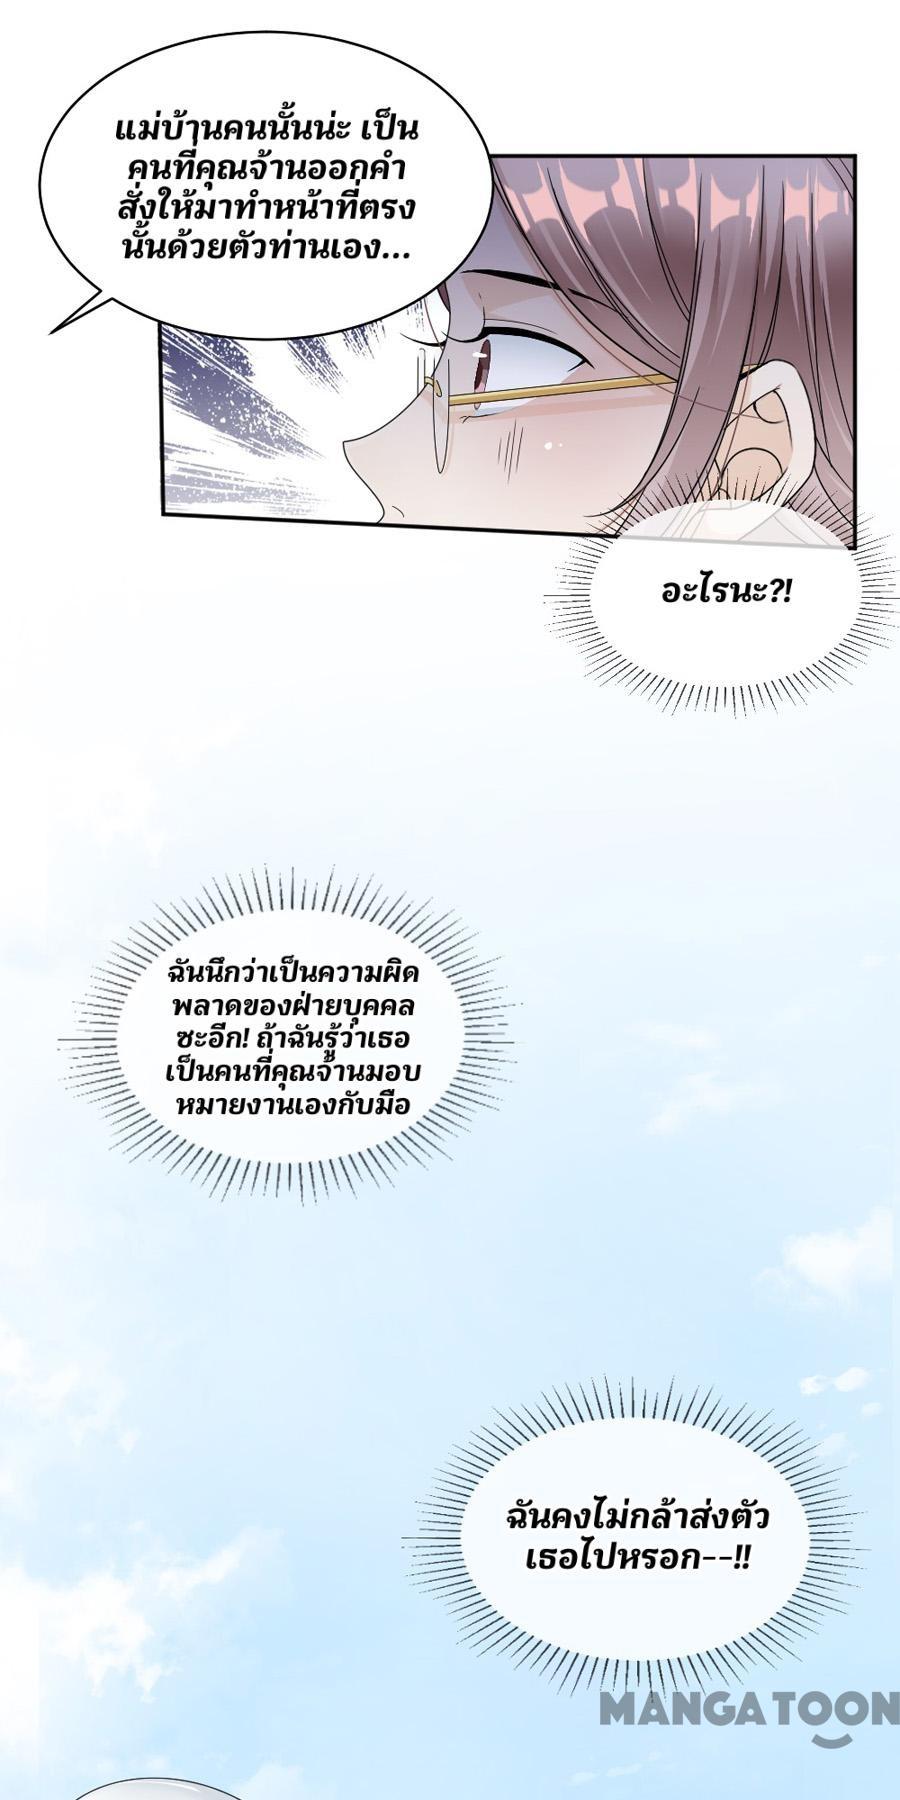 แม่บ้านคนนั้นน่ะ เป็น
คนที่คุณจ้านออกคำ
สั่งให้มาทำหน้าที่ตรง
นั้นด้วยตัวท่านเอง...
อะไรนะ?!
ฉันนึกว่าเป็นความผิด
พลาดของฝ่ายบุคคล
ซะอีก! ถ้าฉันรู้ว่าเธอ
เป็นคนที่คุณจ้านมอบ
หมายงานเองกับมือ
ฉันคงไม่กล้าส่งตัว
เธอไปหรอก--!!
MANGATOON